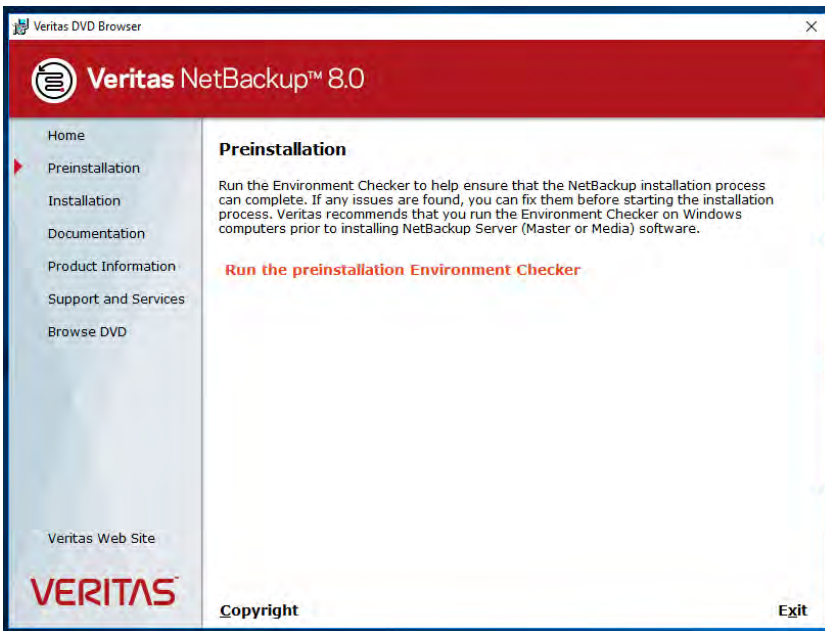 Veritas DVD Browser
Veritas NetBackup™ 8.0
Home
Preinstallation
Installation
Documentation
Product Information
Support and Services
Browse DVD
Veritas Web Site
VERITAS™
Preinstallation
Run the Environment Checker to help ensure that the NetBackup installation process
can complete. If any issues are found, you can fix them before starting the installation
process. Veritas recommends that you run the Environment Checker on Windows
computers prior to installing NetBackup Server (Master or Media) software.
Run the preinstallation Environment Checker
Copyright
Exit